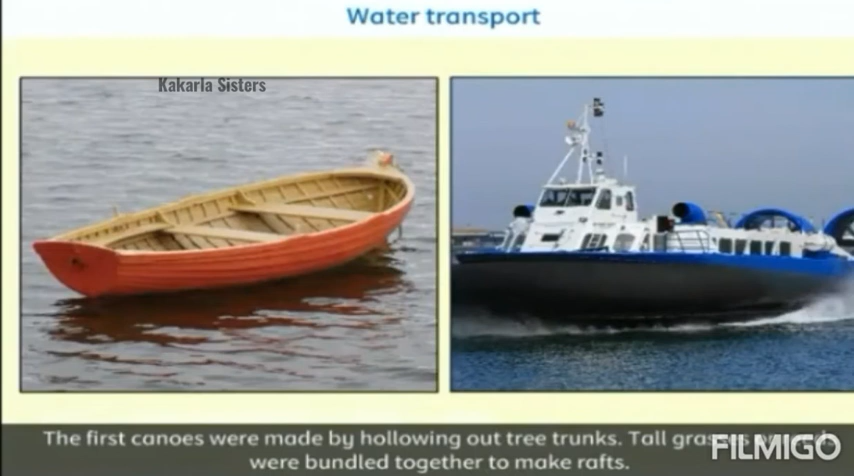 Water transport
Kakarla Sisters
The first canoes were made by hollowing out tree trunks. Tall grasses
FILMIGO
were bundled together to make rafts.